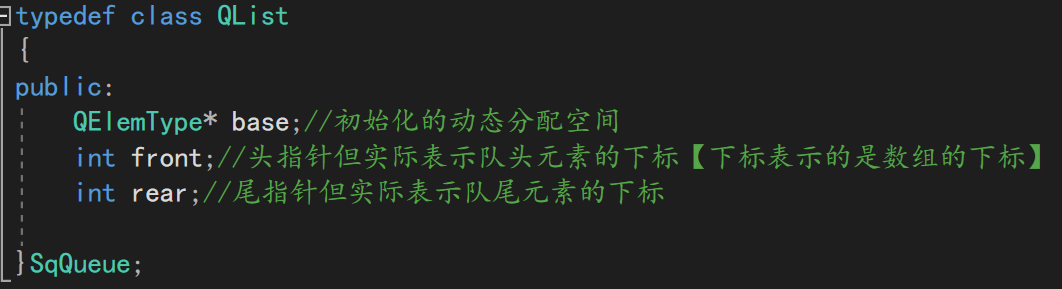 typedef class QList
{
public:
QElemType* base;//初始化的动态分配空间
int front;//头指针但实际表示队头元素的下标【下标表示的是数组的下标】
int rear;//尾指针但实际表示队尾元素的下标
}SqQueue;